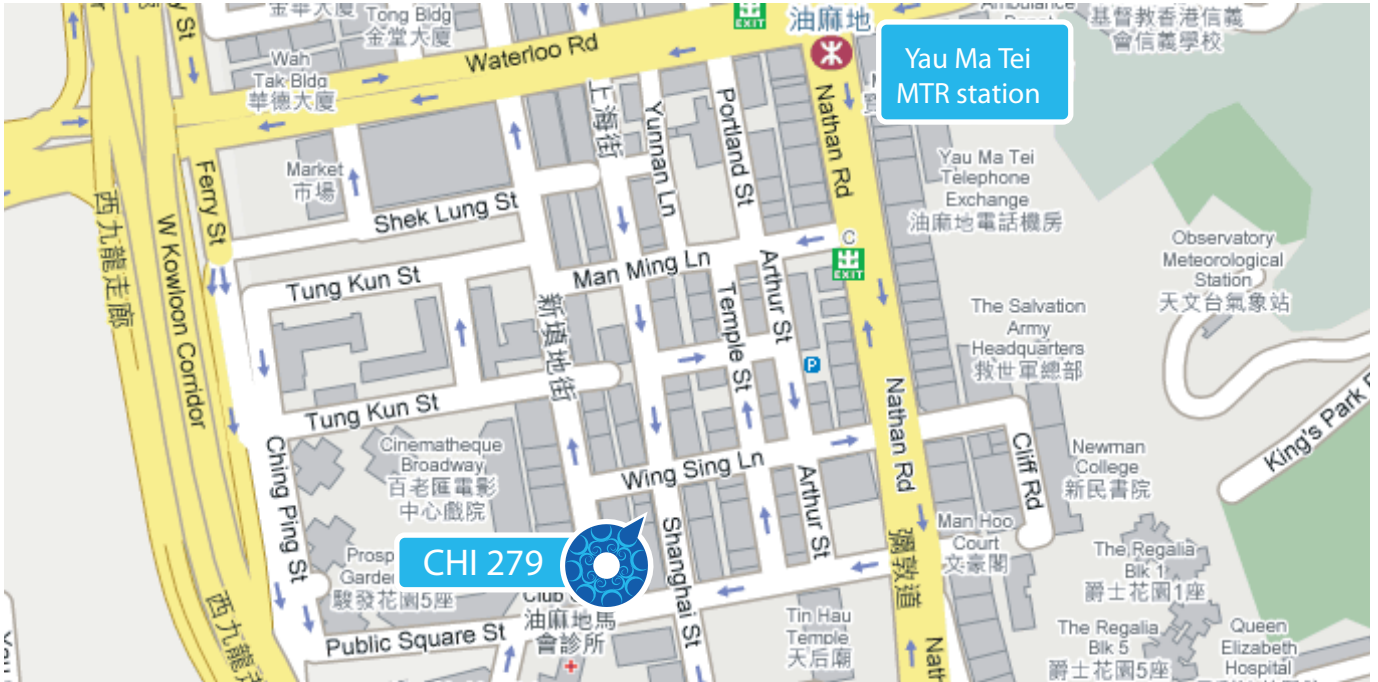 金華大廈
Tong Bldg
金堂大廈
EXIT
油麻地
Yau Ma Tei
MTR station
基督教香港信義
會信義學校
Waterloo Rd
Wah
Tak Bldg
華德大廈
上海街
Yunnan Ln
Portland St
Nathan Rd
Market
市場
Ferry St
Shek Lung St
Yau Ma Tei
Telephone
Exchange
油麻地電話機房
西九龍走廊
W Kowloon Corridor
C
EXIT
Man Ming Ln
Arthur St
Observatory
Meteorological
Station
天文台氣象站
Tung Kun St
新填地街
Temple St
The Salvation
Army
Headquarters
救世軍總部
P
Tung Kun St
Nathan Rd
King's Park
Cinematheque
Broadway
百老匯電影
中心戲院
Ching Ping St
Wing Sing Ln
Arthur St
Cliff Rd
Newman
College
新民書院
Shanghai St
彌敦道
Man Hoo
Court
文豪閣
CHI 279
駿發花園5座
The Regalia
Blk 1
爵士花園1座
西九龍
Public Square St
油麻地馬
會診所
Tin Hau
Temple
天后廟
The Regalia
Blk 5
爵士花園5座
Queen
Elizabeth
Hospital